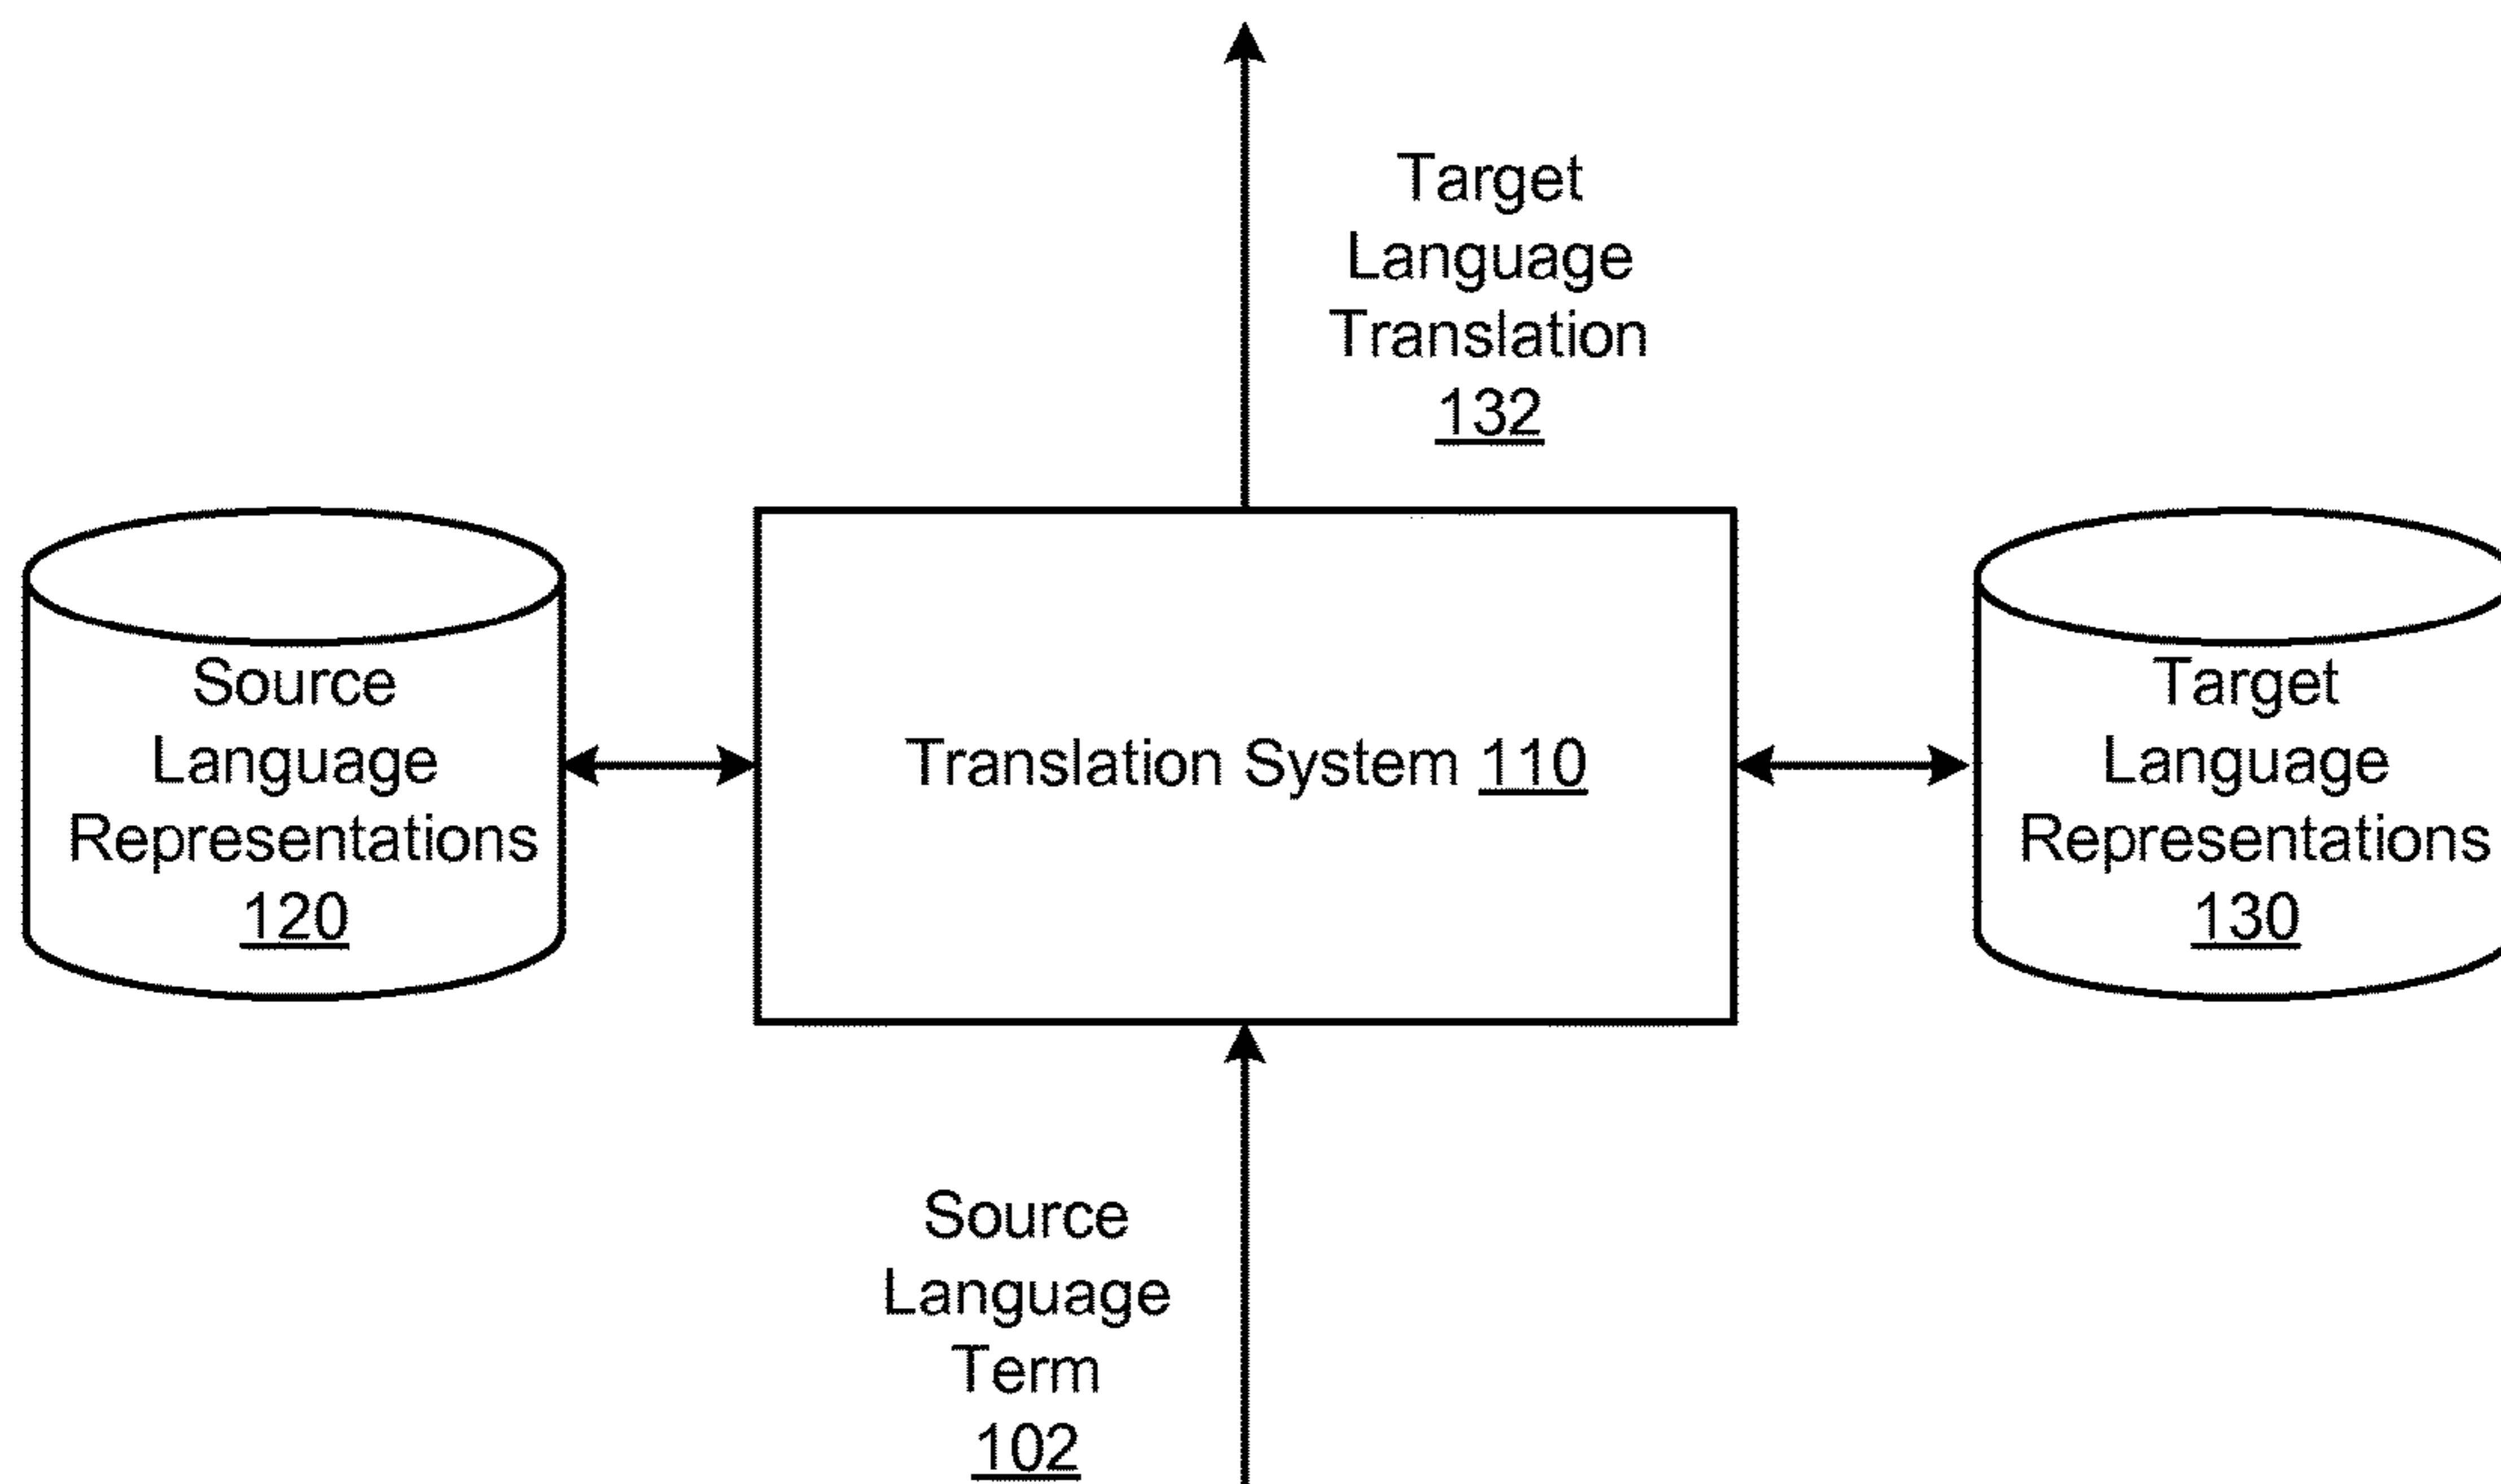 Target
Language
Translation
132
Source
Language
Representations
120
Translation System 110
Target
Language
Representations
130
Source
Language
Term
102